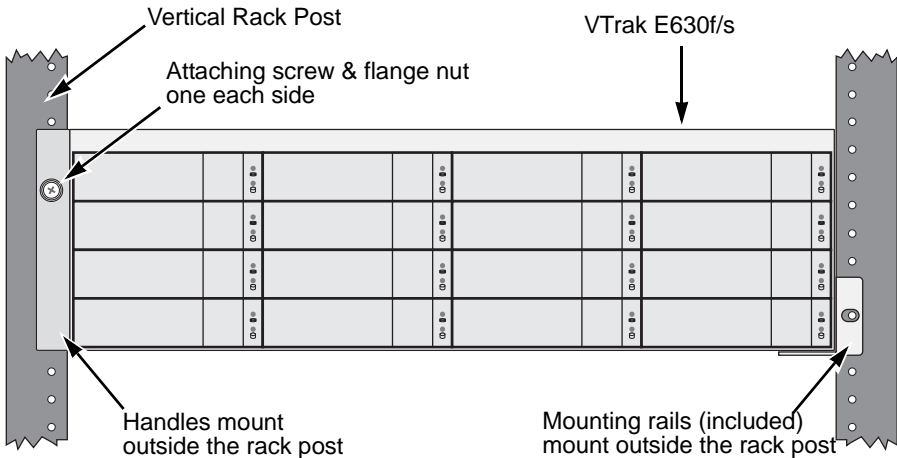 Vertical Rack Post
VTrak E630f/s
Attaching screw & flange nut
one each side
Handles mount
outside the rack post
Mounting rails (included)
mount outside the rack post